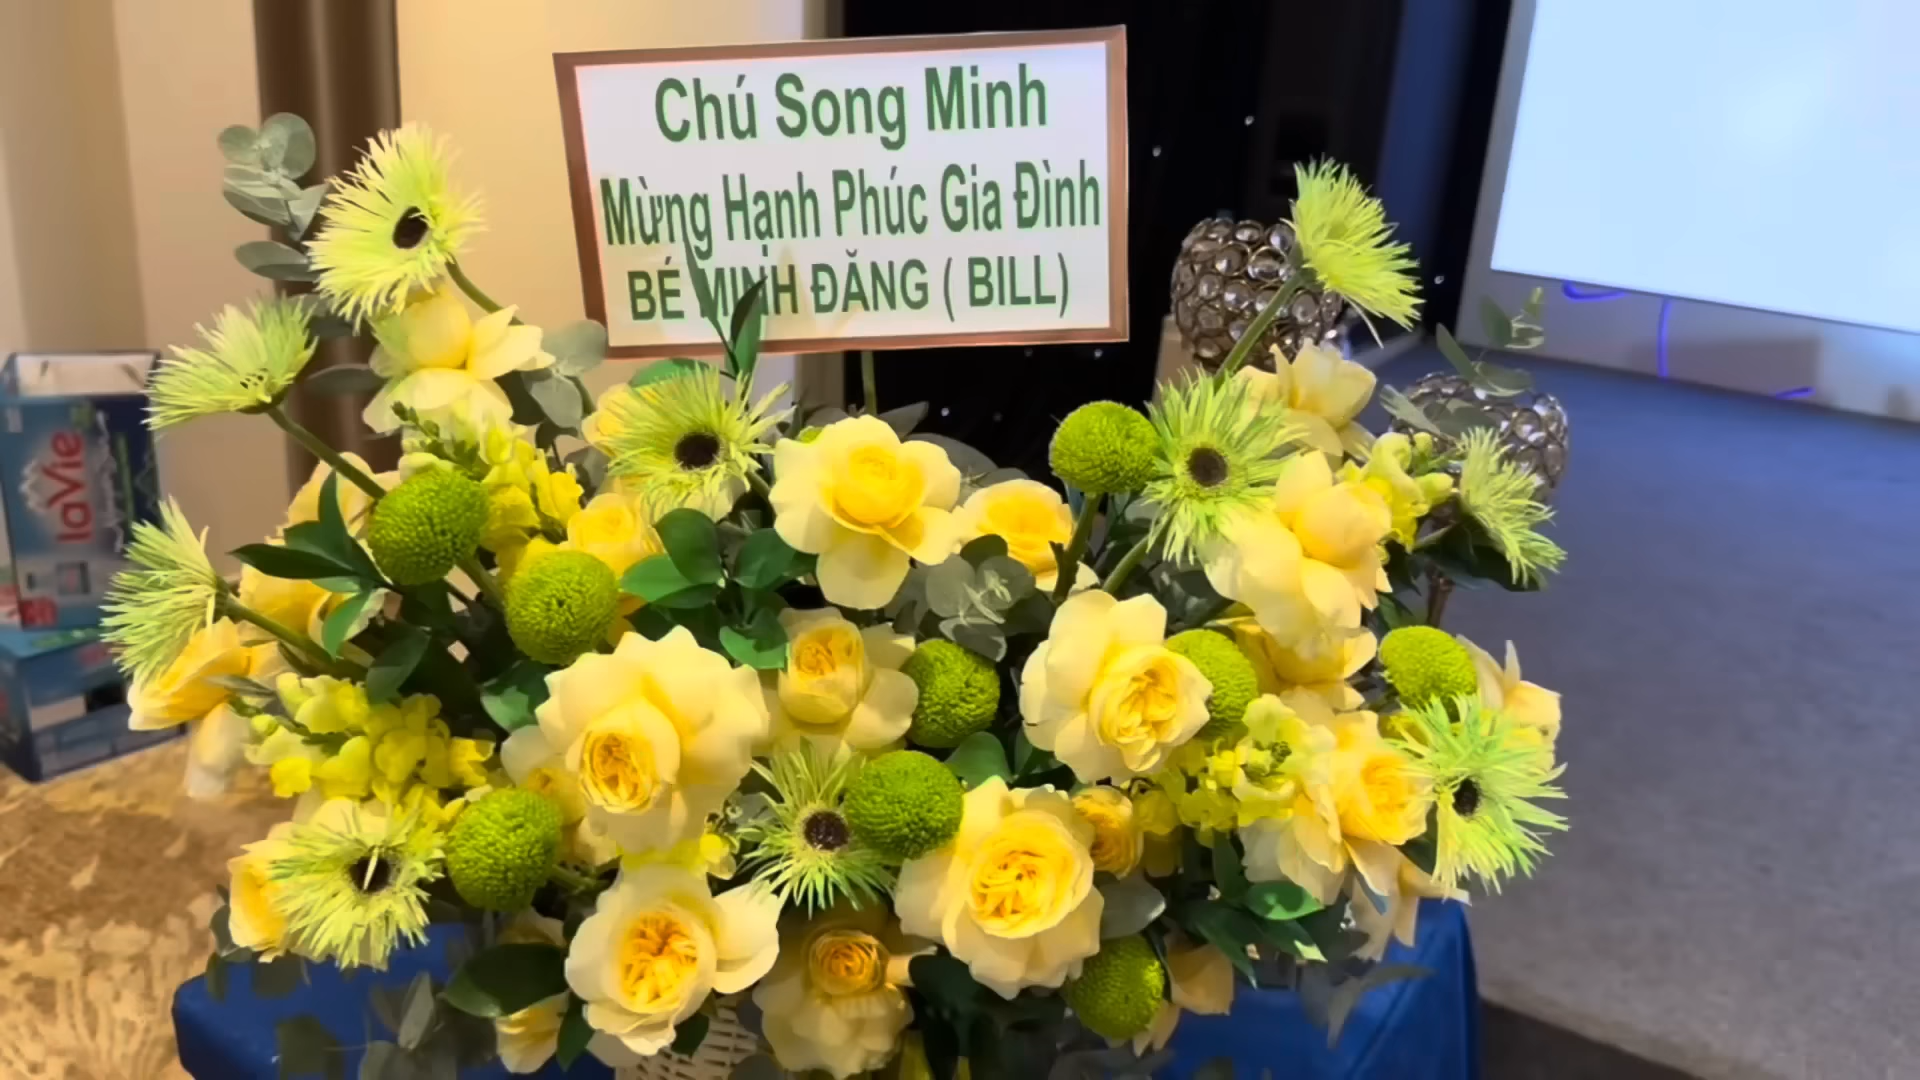 Chú Song Minh
Mừng Hạnh Phúc Gia Đình
BÉ MINH ĐĂNG ( BILL)
laVie